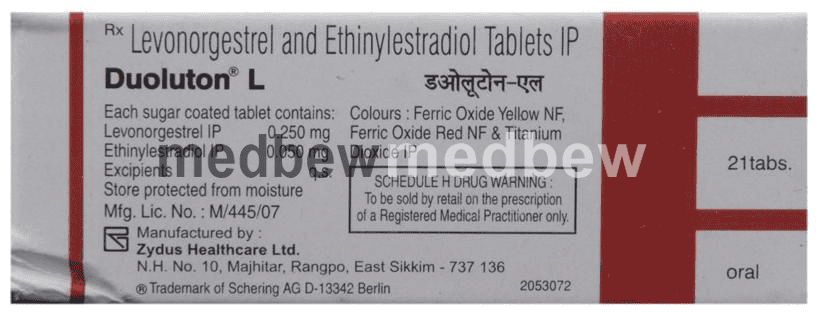 Rx Levonorgestrel and Ethinylestradiol Tablets IP
Duoluton® L
डओलूटोन-एल
Each sugar coated tablet contains:
Levonorgestrel IP 0.250 mg
Ethinylestradiol IP 0.050 mg
Excipients q.s.
Store protected from moisture
Mfg. Lic. No. : M/445/07
Manufactured by :
Zydus Healthcare Ltd.
N.H. No. 10, Majhitar, Rangpo, East Sikkim - 737 136
® Trademark of Schering AG D-13342 Berlin
Colours : Ferric Oxide Yellow NF,
Ferric Oxide Red NF & Titanium
Dioxide IP
SCHEDULE H DRUG WARNING :
To be sold by retail on the prescription
of a Registered Medical Practitioner only.
2053072
21tabs.
oral
medbew medbew